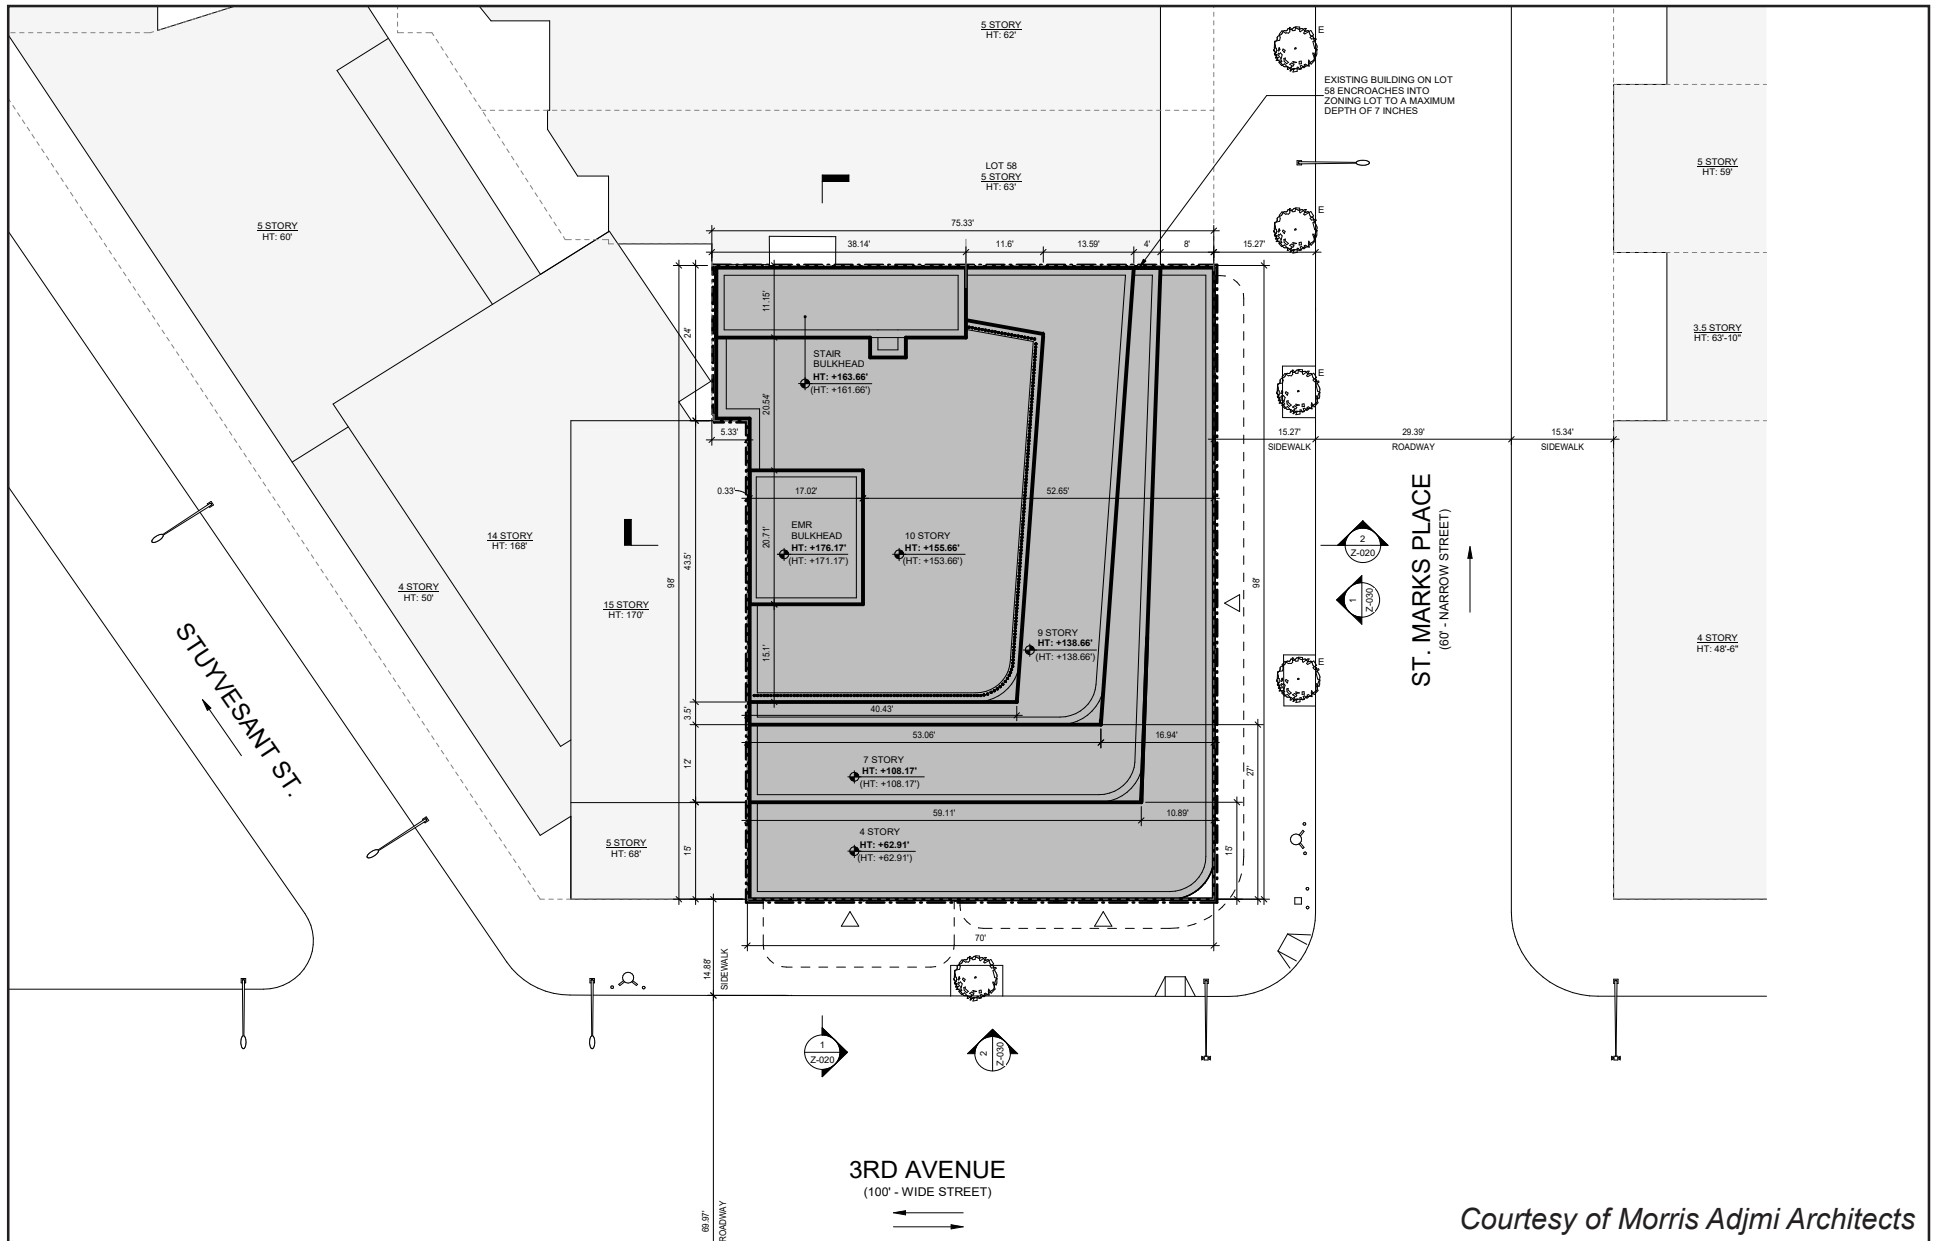 5 STORY
HT: 62'
E
EXISTING BUILDING ON LOT
58 ENCROACHES INTO
ZONING LOT TO A MAXIMUM
DEPTH OF 7 INCHES
LOT 58
5 STORY
HT: 63'
5 STORY
HT: 59'
5 STORY
HT: 60'
E
75.33'
38.14'
11.6'
13.59'
4'
8'
15.27'
11.15'
24'
3.5 STORY
HT: 63'-10"
STAIR
BULKHEAD
HT: +163.66'
(HT: +161.66')
E
20.54'
5.33'
15.27'
SIDEWALK
29.39'
ROADWAY
15.34'
SIDEWALK
0.33'
17.02'
52.65'
EMR
BULKHEAD
HT: +176.17'
(HT: +171.17')
10 STORY
HT: +155.66'
(HT: +153.66')
20.71'
43.5'
98'
98'
14 STORY
HT: 168'
4 STORY
HT: 50'
15 STORY
HT: 170'
2
Z-020
1
Z-030
ST. MARKS PLACE
(60' - NARROW STREET)
9 STORY
HT: +138.66'
(HT: +138.66')
4 STORY
HT: 48'-6"
15.1'
E
STUYVESANT ST.
3.5'
40.43'
53.06'
16.94'
12'
7 STORY
HT: +108.17'
(HT: +108.17')
27'
59.11'
10.89'
4 STORY
HT: +62.91'
(HT: +62.91')
5 STORY
HT: 68'
15'
15'
70'
14.88'
SIDEWALK
1
Z-020
2
Z-030
3RD AVENUE
(100' - WIDE STREET)
69.97'
ROADWAY
Courtesy of Morris Adjmi Architects